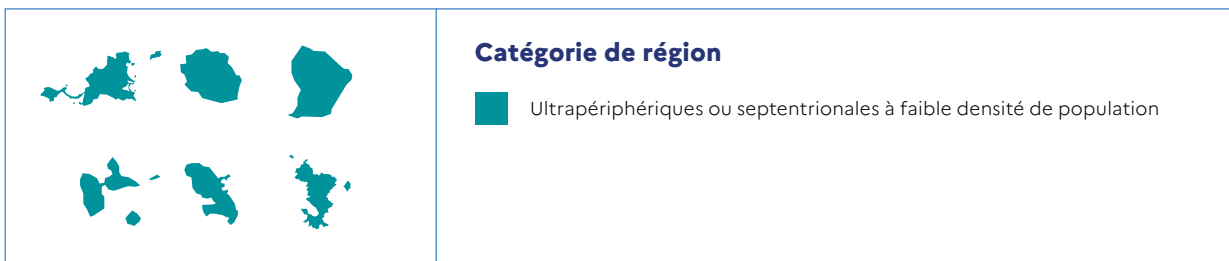 Catégorie de région
Ultrapériphériques ou septentrionales à faible densité de population